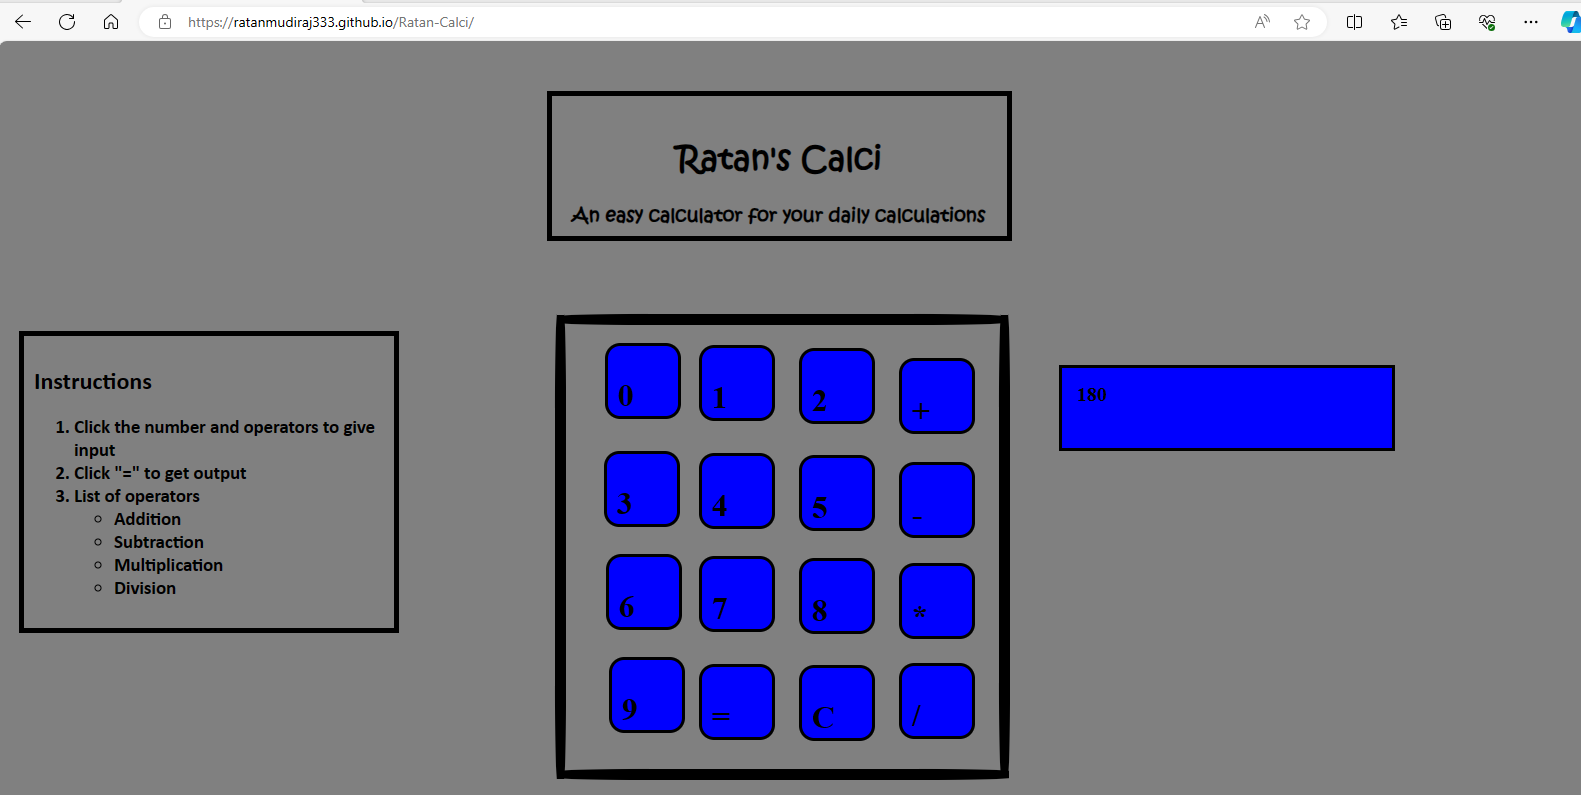 https://ratanmudiraj333.github.io/Ratan-Calci/
Ratan's Calci
An easy calculator for your daily calculations
Instructions
1. Click the number and operators to give
input
2. Click "=" to get output
3. List of operators
○ Addition
○ Subtraction
○ Multiplication
○ Division
0 1 2 +
3 4 5 -
6 7 8 *
9 = C /
180